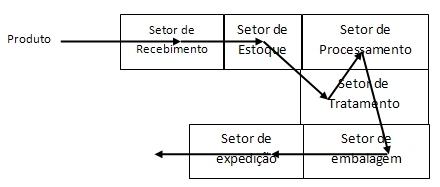 Produto
Setor de
Recebimento
Setor de
Estoque
Setor de
Processamento
Setor de
Tratamento
Setor de
expedição
Setor de
embalagem